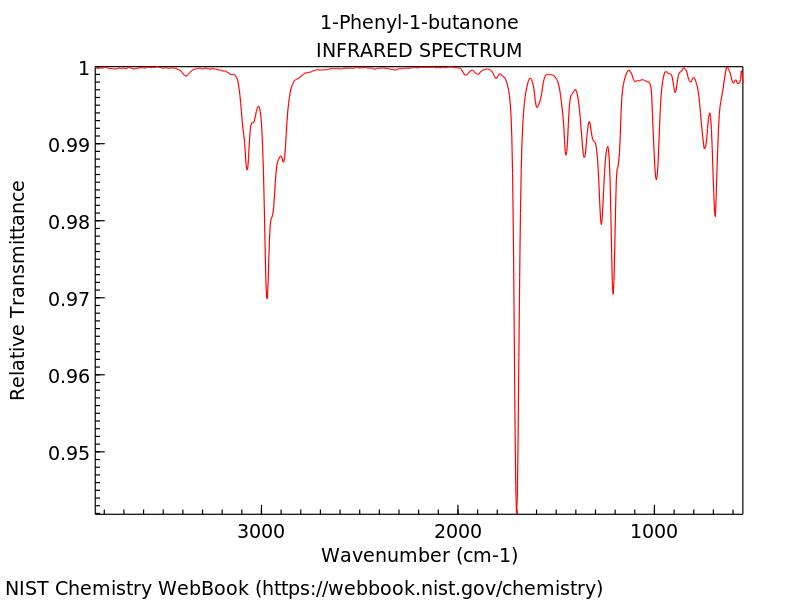 1-Phenyl-1-butanone
INFRARED SPECTRUM
1
0.99
0.98
0.97
0.96
0.95
Relative Transmittance
3000 2000 1000
Wavenumber (cm-1)
NIST Chemistry WebBook (https://webbook.nist.gov/chemistry)